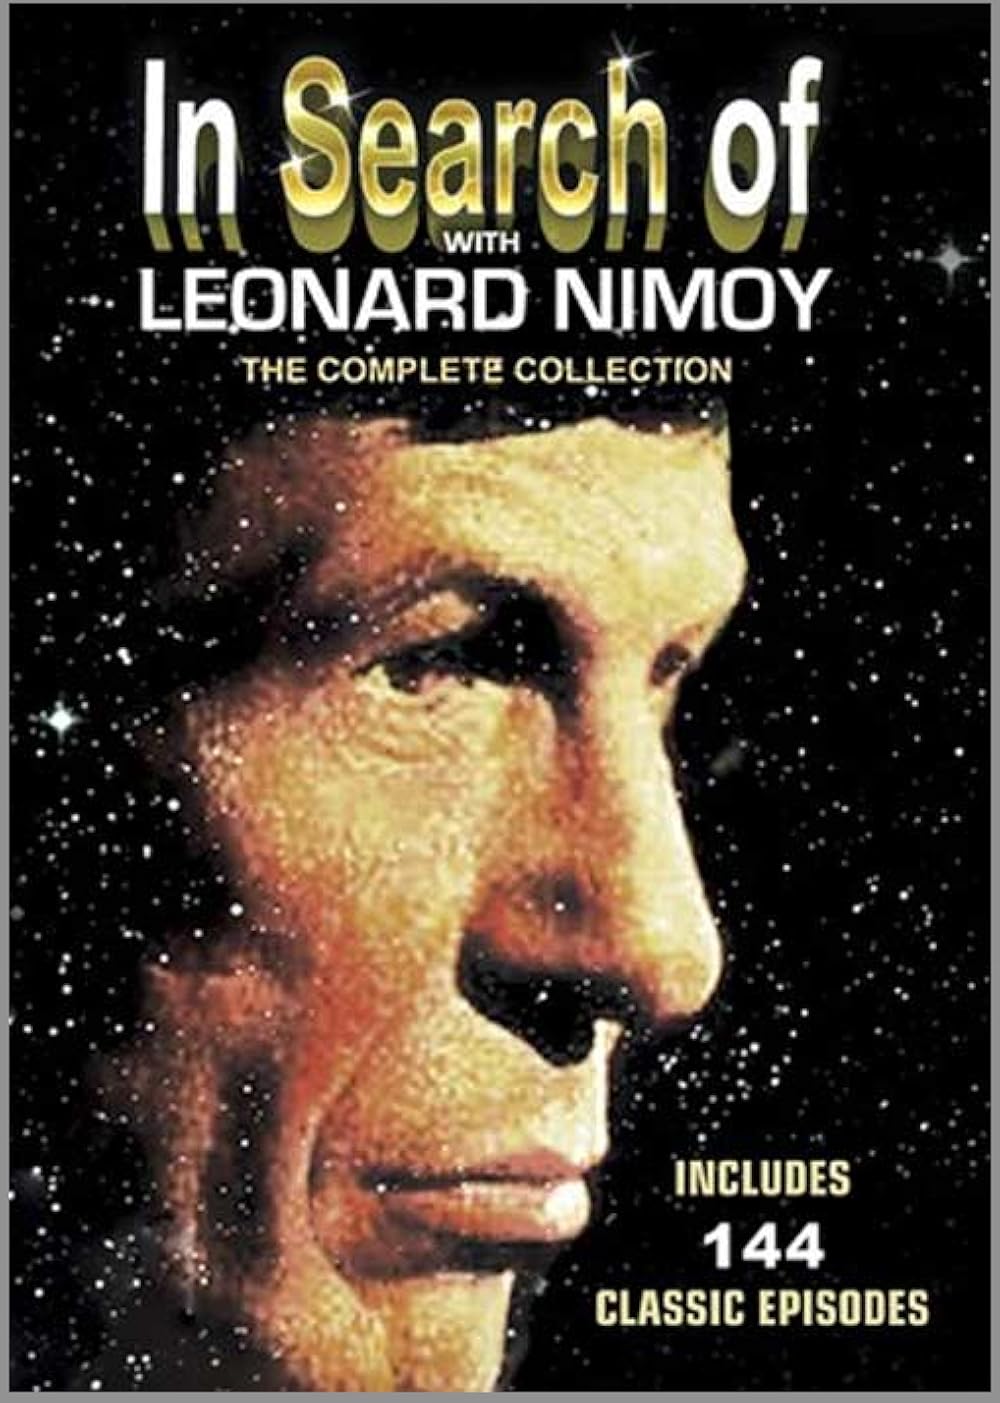 In Search of
WITH
LEONARD NIMOY
THE COMPLETE COLLECTION
INCLUDES
144
CLASSIC EPISODES